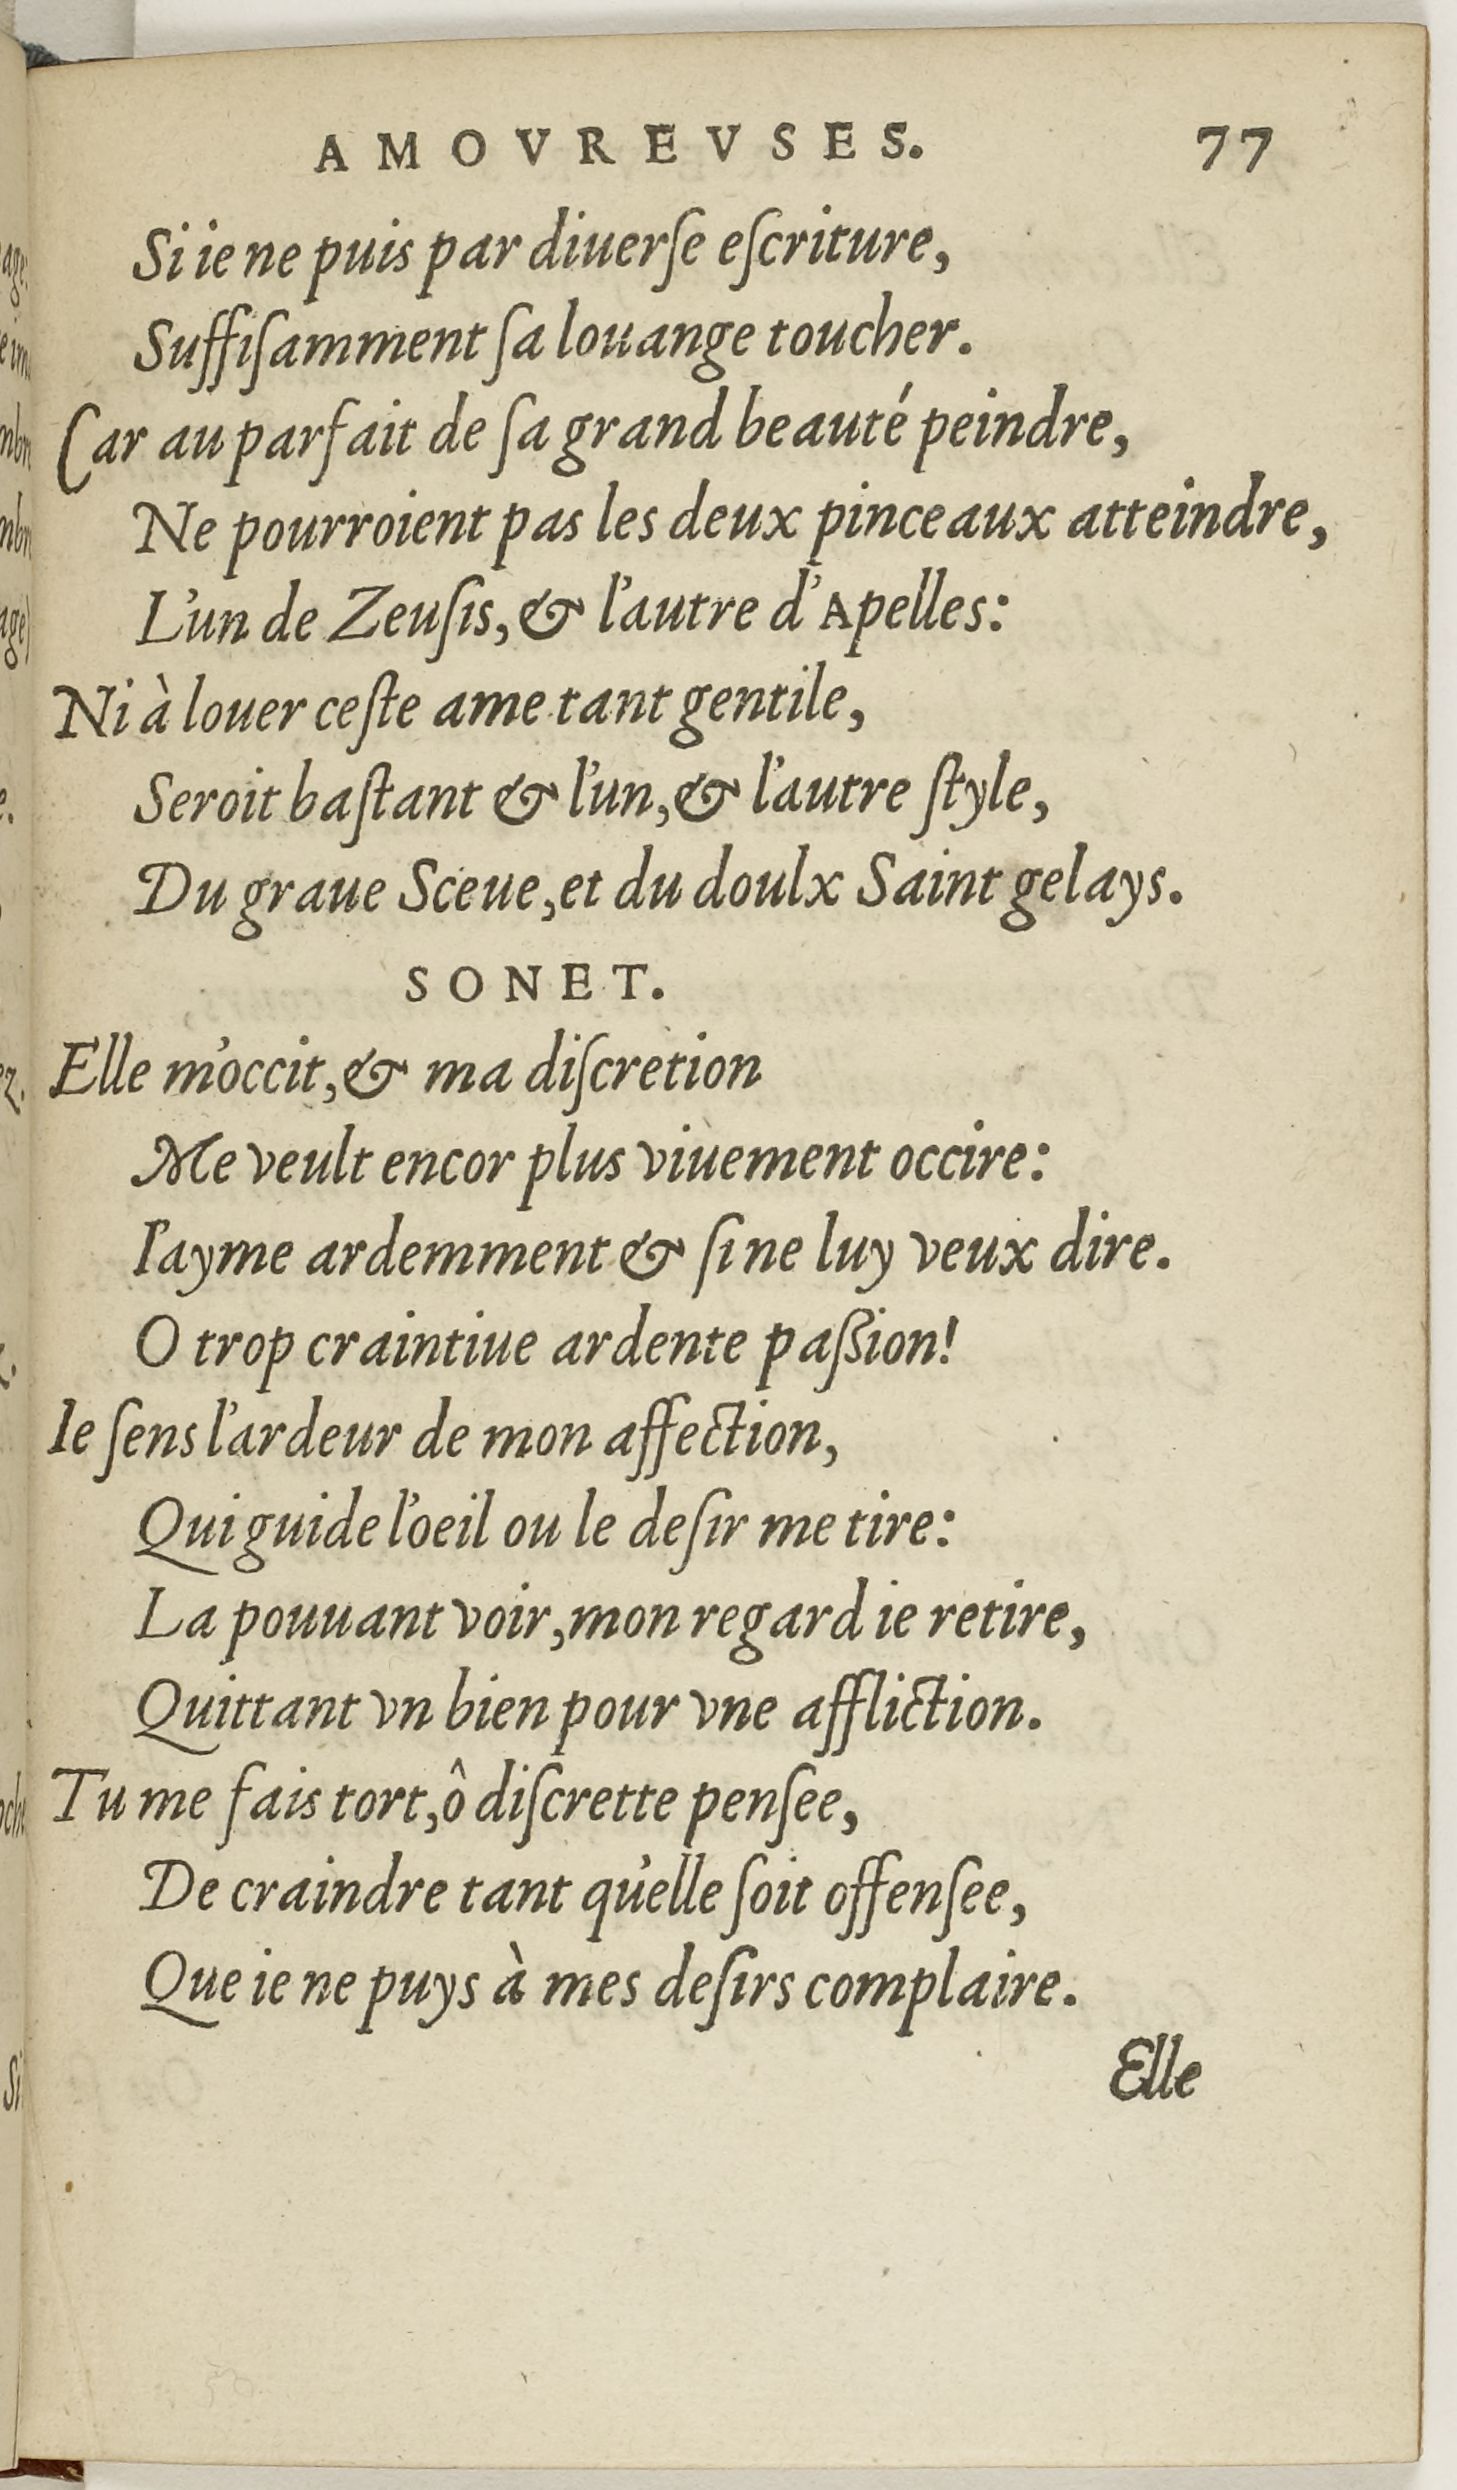 AMOVREVSES. 77
Si ie ne puis par diuerſe eſcriture,
Suffiſamment ſa louange toucher.
Car au parfait de ſa grand beauté peindre,
Ne pourroient pas les deux pinceaux atteindre,
L'un de Zeuſis, & l'autre d'Apelles:
Ni à louer ceſte ame tant gentile,
Seroit baſtant & l'un, & l'autre ſtyle,
Du graue Sceue, et du doulx Saint gelays.
SONET.
Elle m'occit, & ma diſcretion
Me veult encor plus viuement occire:
I'ayme ardemment & ſi ne luy veux dire.
O trop craintiue ardente paßion!
Ie ſens l'ardeur de mon affection,
Qui guide l'oeil ou le deſir me tire:
La pouuant voir, mon regard ie retire,
Quittant vn bien pour vne affliction.
Tu me fais tort, ô diſcrette penſee,
De craindre tant qu'elle ſoit offenſee,
Que ie ne puys à mes deſirs complaire.
Elle